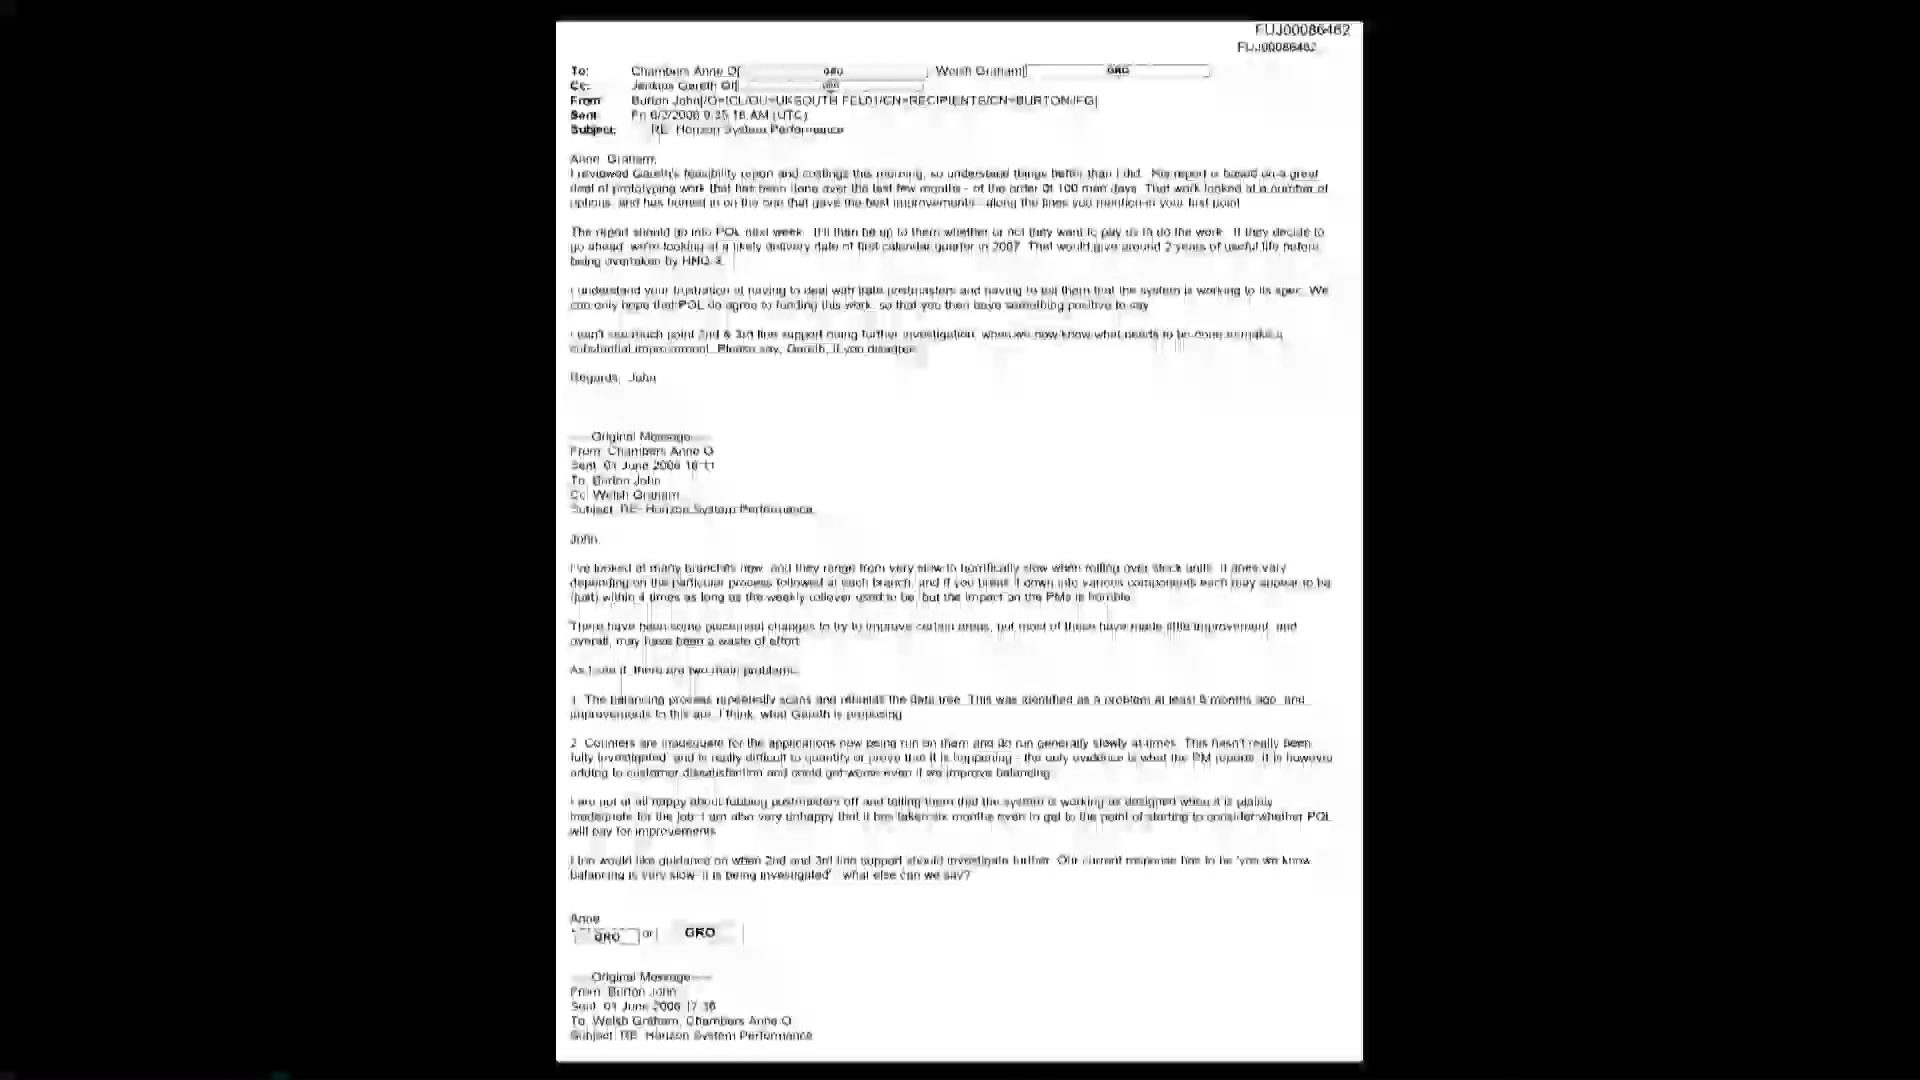 FUJ00086462
FUJ00086462
To: Chambers Anne O[ GRO ], Welsh Graham[ GRO ]
Cc: Jenkins Gareth GI[ GRO ]
From: Burton John[/O=ICL/OU=UKSOUTH FEL01/CN=RECIPIENTS/CN=BURTONJFG]
Sent: Fri 6/2/2006 9:35:16 AM (UTC)
Subject: RE: Horizon System Performance
Anne, Graham,
I reviewed Gareth's feasibility report and costings this morning, so understand things better than I did. His report is based on a great
deal of prototyping work that has been done over the last few months - of the order of 100 man days. That work looked at a number of
options, and has homed in on the one that gave the best improvements - along the lines you mention in your first point.
The report should go into POL next week. It'll then be up to them whether or not they want to pay us to do the work. If they decide to
go ahead, we're looking at a likely delivery date of first calendar quarter in 2007. That would give around 2 years of useful life before
being overtaken by HNG-X.
I understand your frustration at having to deal with irate postmasters and having to tell them that the system is working to its spec. We
can only hope that POL do agree to funding this work, so that you then have something positive to say.
I can't see much point 2nd & 3rd line support doing further investigation, when we now know what needs to be done to make a
substantial improvement. Please say, Gareth, if you disagree.
Regards, John
-----Original Message-----
From: Chambers Anne O
Sent: 01 June 2006 18:11
To: Burton John
Cc: Welsh Graham
Subject: RE: Horizon System Performance
John,
I've looked at many branches now, and they range from very slow to horrifically slow when rolling over stock units. It does vary
depending on the particular process followed at each branch, and if you break it down into various components each may appear to be
(just) within 4 times as long as the weekly rollover used to be, but the impact on the PMs is horrible.
There have been some piecemeal changes to try to improve certain areas, but most of these have made little improvement, and
overall, may have been a waste of effort.
As I see it, there are two main problems.
1. The balancing process repeatedly scans and rebuilds the data tree. This was identified as a problem at least 6 months ago, and
improvements to this are, I think, what Gareth is proposing.
2. Counters are inadequate for the applications now being run on them and do run generally slowly at times. This hasn't really been
fully investigated, and is really difficult to quantify or prove that it is happening - the only evidence is what the PM reports. It is however
adding to customer dissatisfaction and could get worse even if we improve balancing.
I am not at all happy about fobbing postmasters off and telling them that the system is working as designed when it is plainly
inadequate for the job. I am also very unhappy that it has taken six months even to get to the point of starting to consider whether POL
will pay for improvements.
I too would like guidance on when 2nd and 3rd line support should investigate further. Our current response has to be 'yes we know
balancing is very slow, it is being investigated' - what else can we say?
Anne
GRO or GRO
-----Original Message-----
From: Burton John
Sent: 01 June 2006 17:36
To: Welsh Graham; Chambers Anne O
Subject: RE: Horizon System Performance